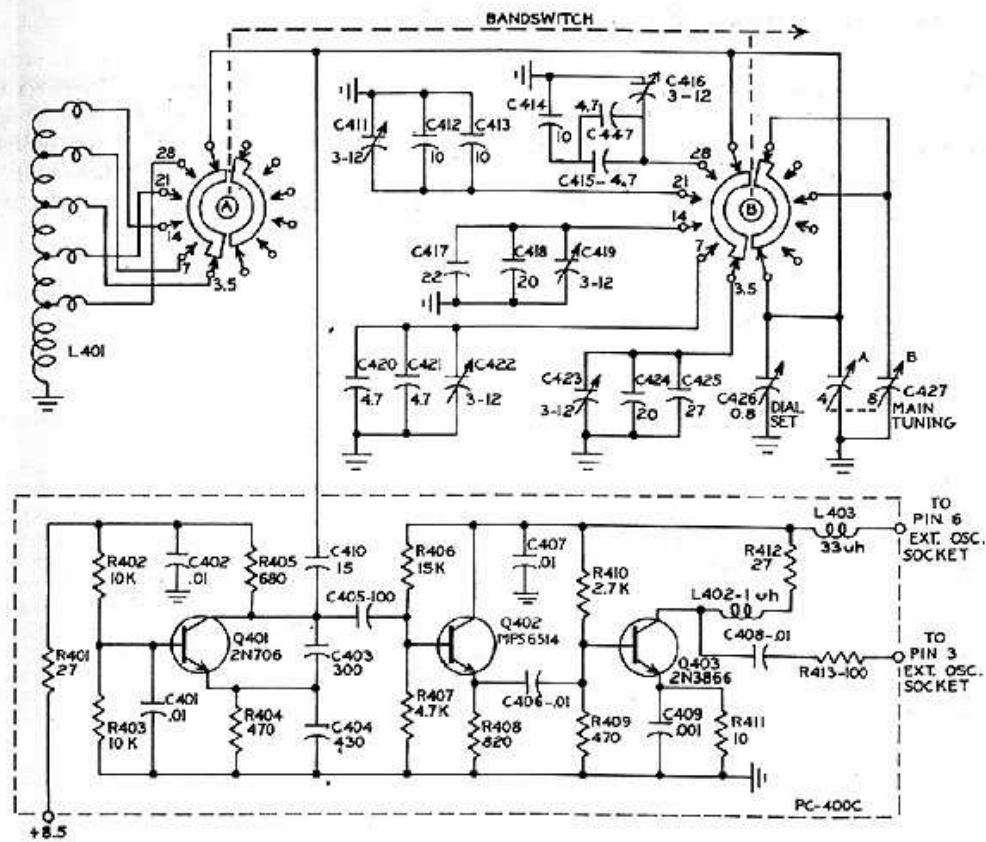 BANDSWITCH
28
21
14
7
3.5
A
L401
C411
3-12
C412
10
C413
10
C414
10
4.7
C447
C415-4.7
C416
3-12
28
21
14
7
3.5
B
C417
22
C418
20
C419
3-12
C420
4.7
C421
4.7
C422
3-12
C423
3-12
C424
20
C425
27
C426
0.8
DIAL
SET
A
4
B
8
C427
MAIN
TUNING
R401
27
R402
10K
R403
10K
C401
.01
C402
.01
R405
680
Q401
2N706
R404
470
C410
15
C405-100
C403
300
C404
430
R406
15K
R407
4.7K
Q402
MPS6514
C406-.01
R408
820
C407
.01
R410
2.7K
R409
470
Q403
2N3866
C409
.001
R411
10
L402-1 uh
R412
27
C408-.01
R413-100
L403
33uh
TO
PIN 6
EXT. OSC.
SOCKET
TO
PIN 3
EXT. OSC.
SOCKET
PC-400C
+8.5